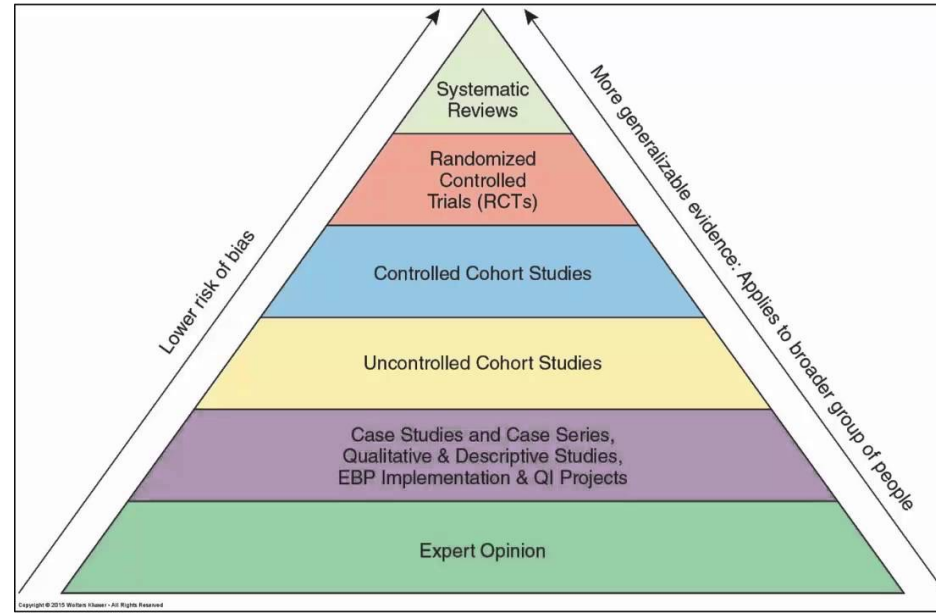 Systematic
Reviews
Randomized
Controlled
Trials (RCTs)
Controlled Cohort Studies
Uncontrolled Cohort Studies
Case Studies and Case Series,
Qualitative & Descriptive Studies,
EBP Implementation & QI Projects
Expert Opinion
Lower risk of bias
More generalizable evidence: Applies to broader group of people
Copyright © 2015 Wolters Kluwer - All Rights Reserved